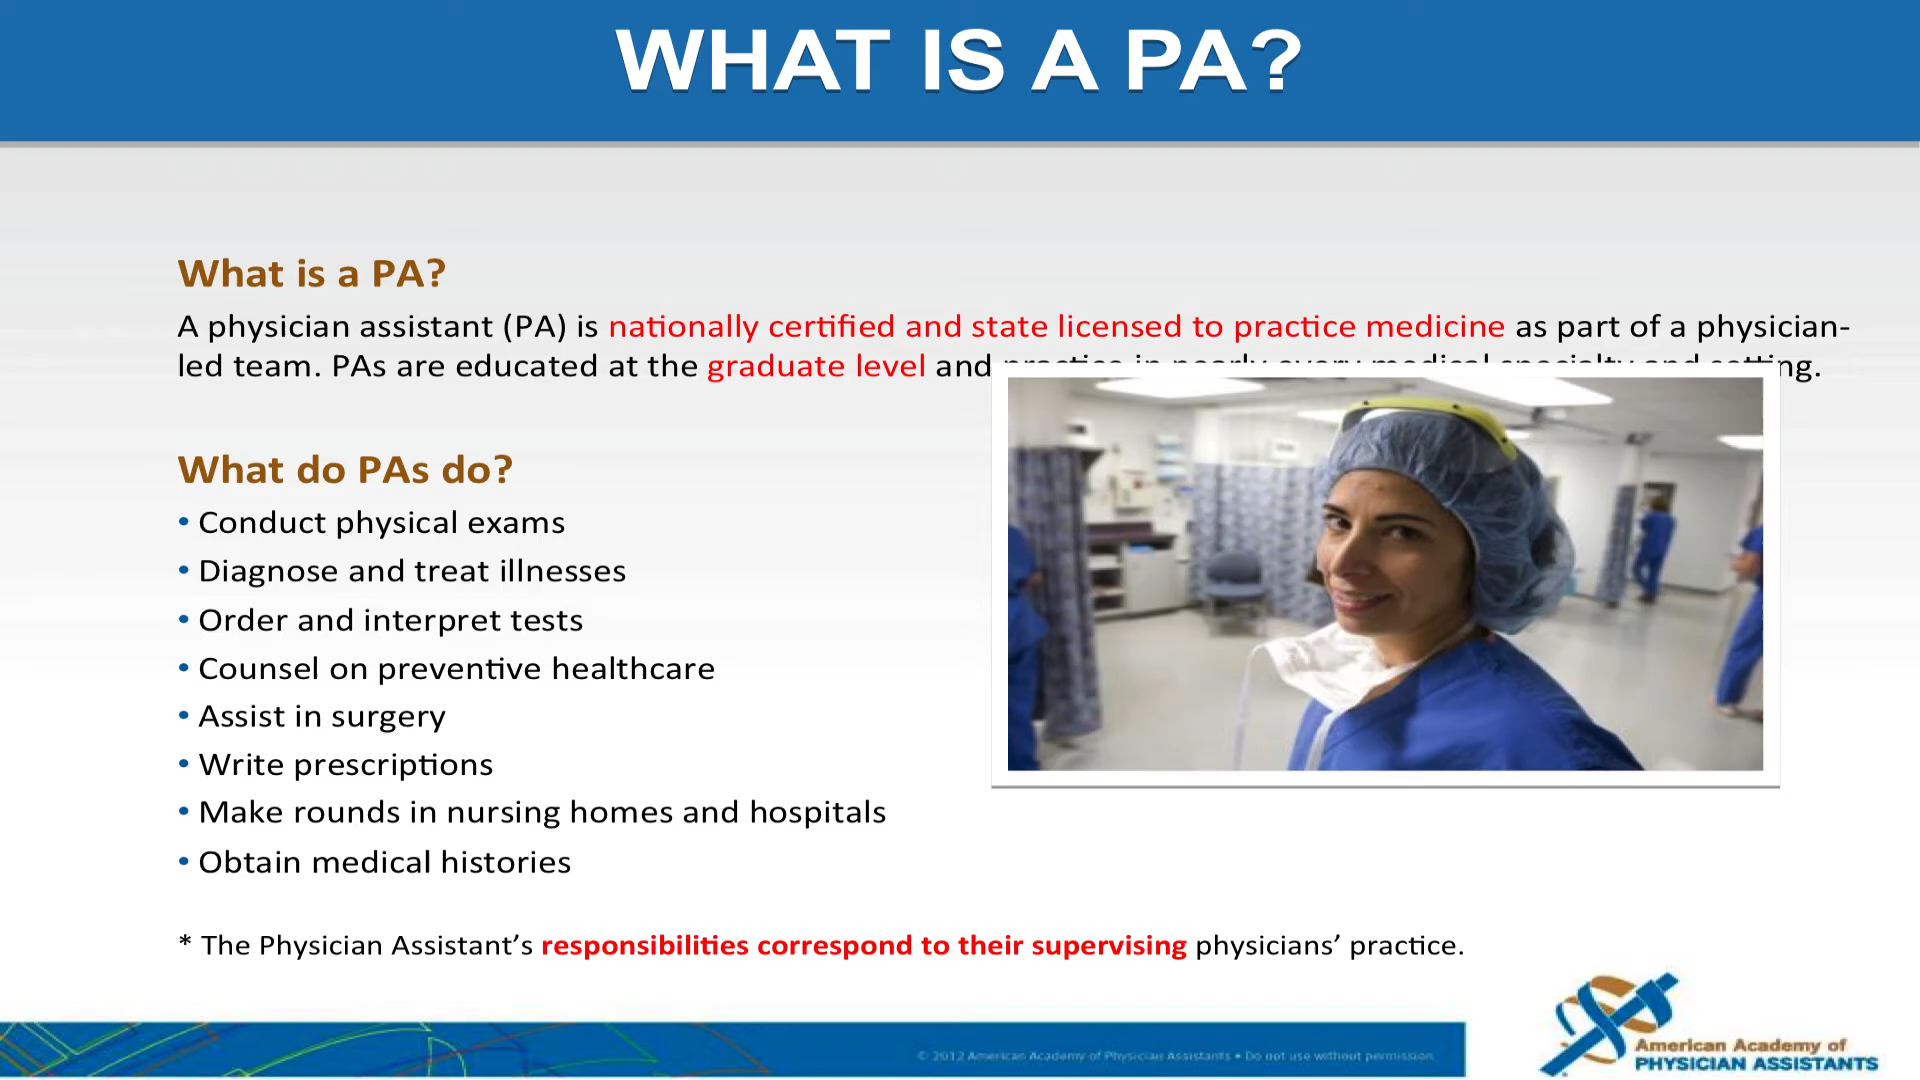 WHAT IS A PA?
What is a PA?
A physician assistant (PA) is nationally certified and state licensed to practice medicine as part of a physician-
led team. PAs are educated at the graduate level and practice in nearly every medical specialty and setting.
What do PAs do?
• Conduct physical exams
• Diagnose and treat illnesses
• Order and interpret tests
• Counsel on preventive healthcare
• Assist in surgery
• Write prescriptions
• Make rounds in nursing homes and hospitals
• Obtain medical histories
* The Physician Assistant’s responsibilities correspond to their supervising physicians’ practice.
© 2012 American Academy of Physician Assistants • Do not use without permission.
American Academy of
PHYSICIAN ASSISTANTS